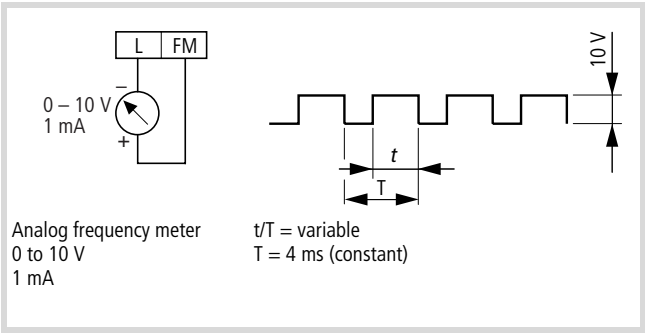 L FM
10 V
–
0 – 10 V
1 mA
+
t
T
Analog frequency meter
0 to 10 V
1 mA
t/T = variable
T = 4 ms (constant)